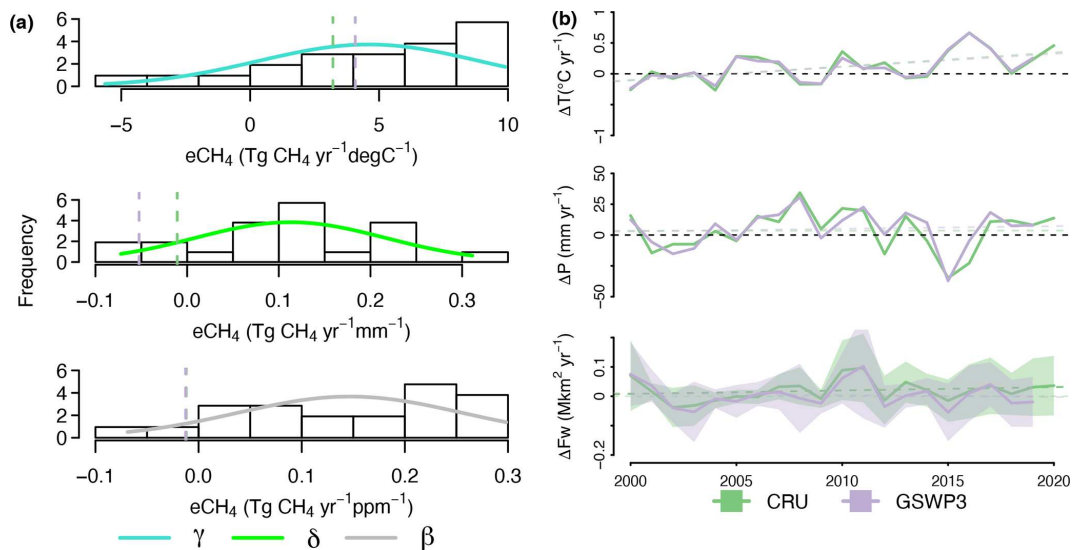 (a)
6
4
2
0
−5 0 5 10
eCH₄ (Tg CH₄ yr⁻¹degC⁻¹)
Frequency
6
4
2
0
−0.1 0.0 0.1 0.2 0.3
eCH₄ (Tg CH₄ yr⁻¹mm⁻¹)
6
4
2
0
−0.1 0.0 0.1 0.2 0.3
eCH₄ (Tg CH₄ yr⁻¹ppm⁻¹)
γ δ β
(b)
ΔT(°C yr⁻¹)
1
0.5
0
−1
ΔP (mm yr⁻¹)
50
25
0
−50
ΔFw (Mkm² yr⁻¹)
0.1
0
−0.2
2000 2005 2010 2015 2020
CRU GSWP3